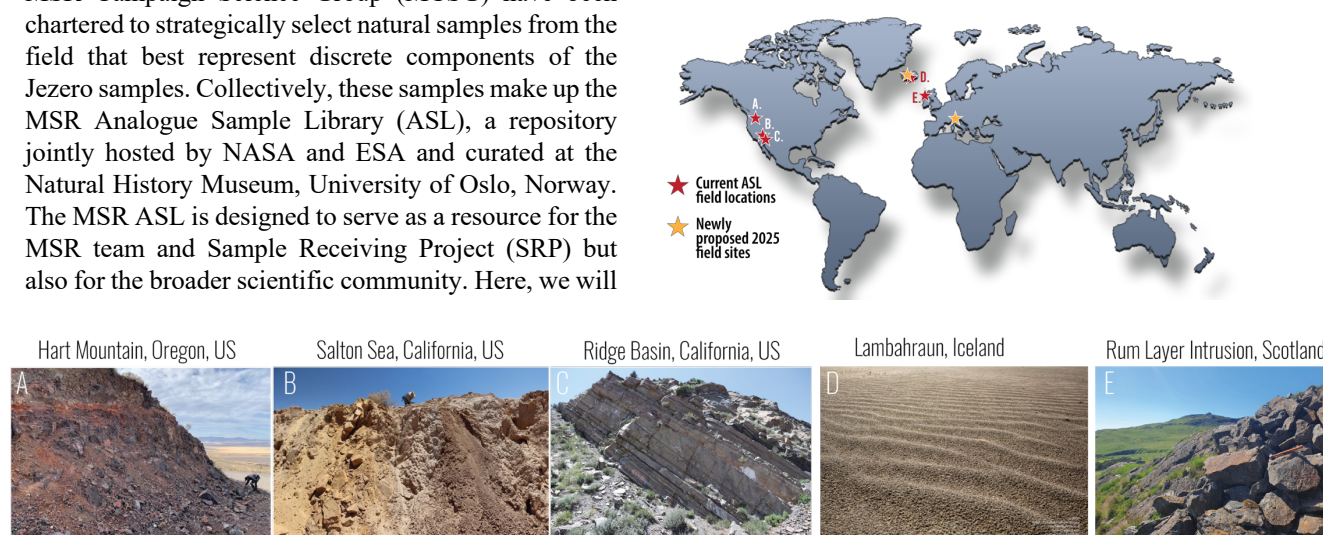 chartered to strategically select natural samples from the
field that best represent discrete components of the
Jezero samples. Collectively, these samples make up the
MSR Analogue Sample Library (ASL), a repository
jointly hosted by NASA and ESA and curated at the
Natural History Museum, University of Oslo, Norway.
The MSR ASL is designed to serve as a resource for the
MSR team and Sample Receiving Project (SRP) but
also for the broader scientific community. Here, we will
A.
B.
C.
D.
E.
Current ASL
field locations
Newly
proposed 2025
field sites
Hart Mountain, Oregon, US
Salton Sea, California, US
Ridge Basin, California, US
Lambahraun, Iceland
Rum Layer Intrusion, Scotland
A
B
C
D
E